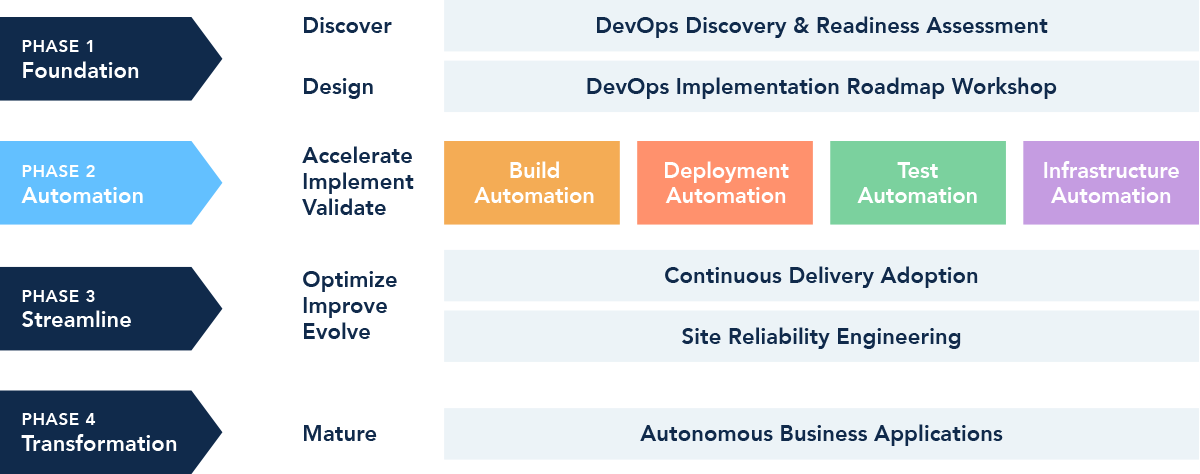 PHASE 1
Foundation
Discover
DevOps Discovery & Readiness Assessment
Design
DevOps Implementation Roadmap Workshop
PHASE 2
Automation
Accelerate
Implement
Validate
Build
Automation
Deployment
Automation
Test
Automation
Infrastructure
Automation
PHASE 3
Streamline
Optimize
Improve
Evolve
Continuous Delivery Adoption
Site Reliability Engineering
PHASE 4
Transformation
Mature
Autonomous Business Applications